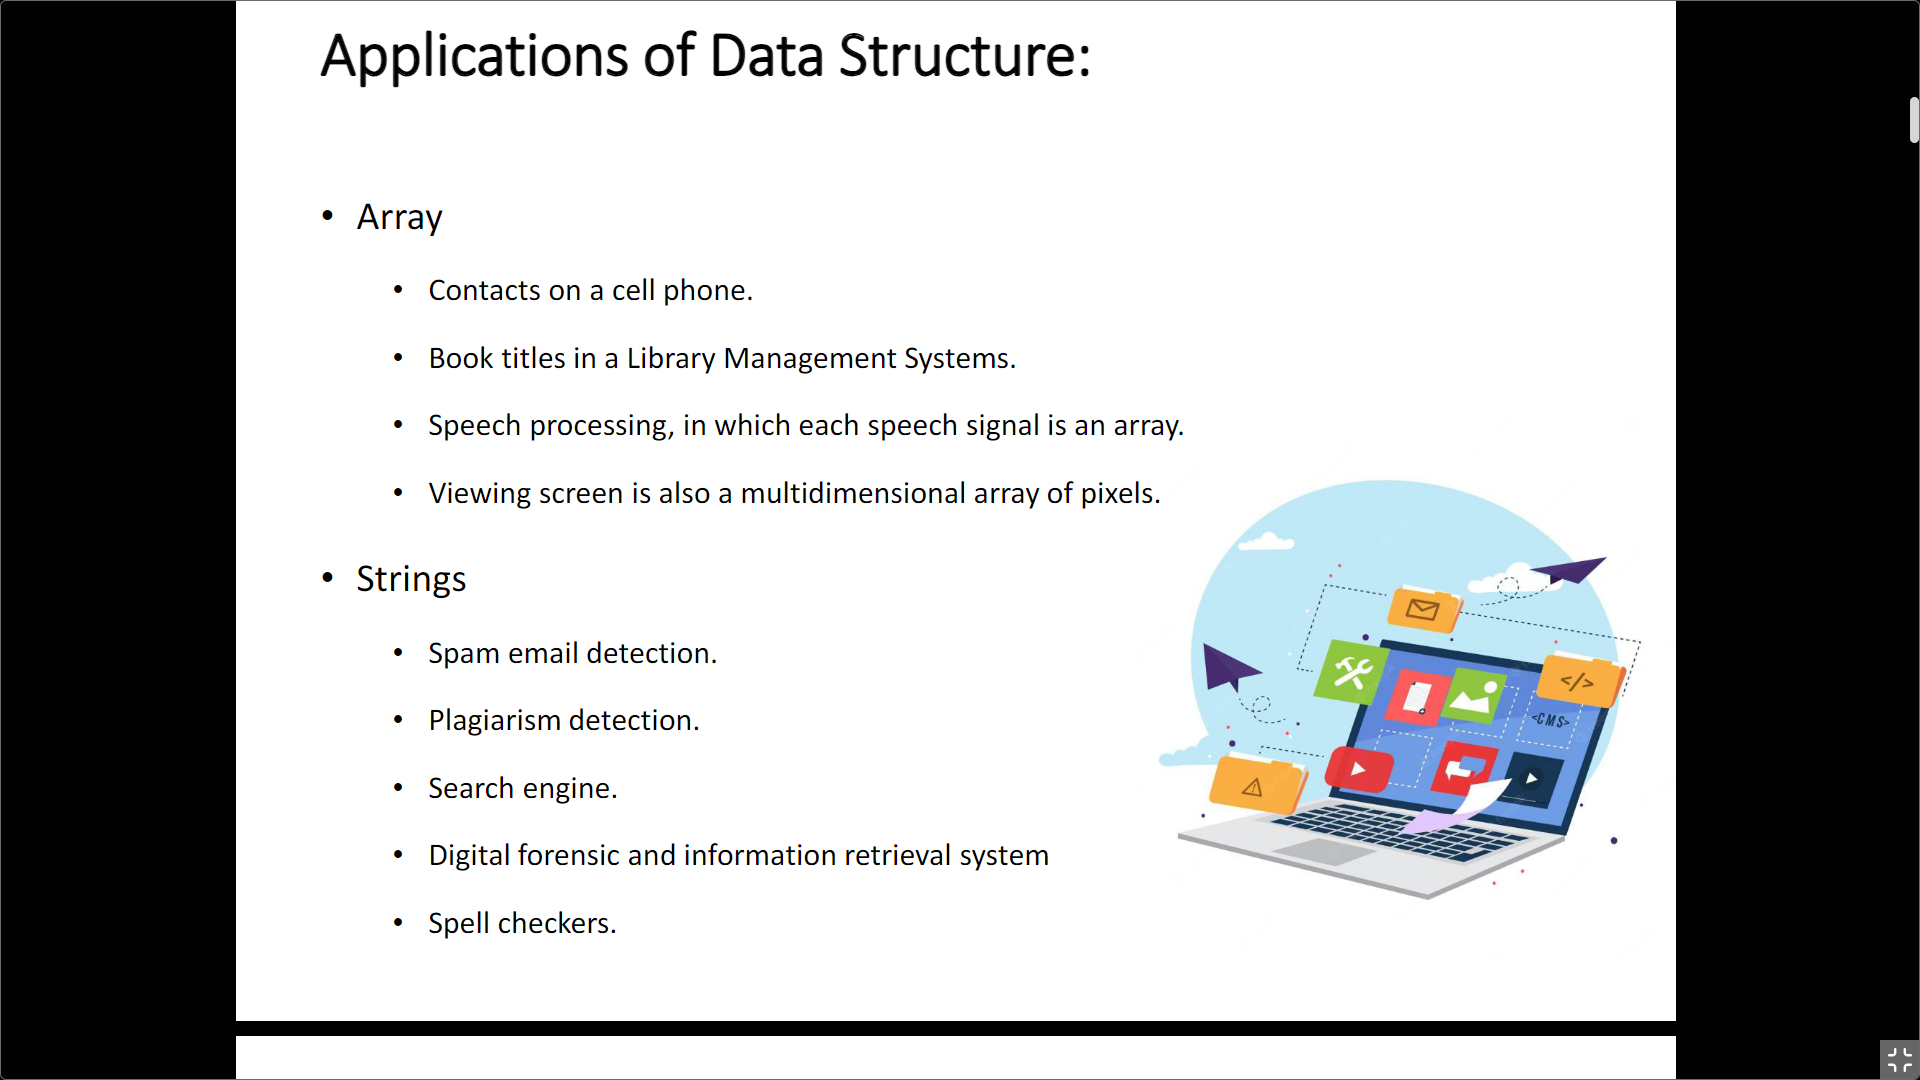 Applications of Data Structure:
• Array
• Contacts on a cell phone.
• Book titles in a Library Management Systems.
• Speech processing, in which each speech signal is an array.
• Viewing screen is also a multidimensional array of pixels.
• Strings
• Spam email detection.
• Plagiarism detection.
• Search engine.
• Digital forensic and information retrieval system
• Spell checkers.
</>
<CMS>